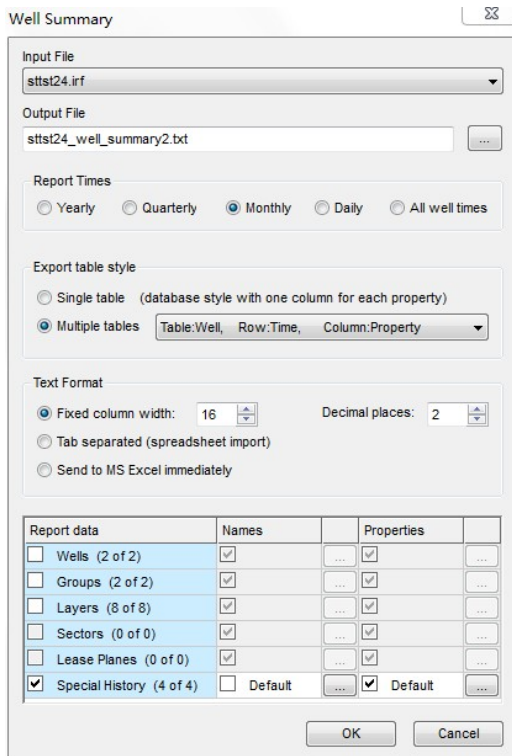 Well Summary
Input File
sttst24.irf
Output File
sttst24_well_summary2.txt
...
Report Times
Yearly Quarterly Monthly Daily All well times
Export table style
Single table (database style with one column for each property)
Multiple tables Table:Well, Row:Time, Column:Property
Text Format
Fixed column width: 16 Decimal places: 2
Tab separated (spreadsheet import)
Send to MS Excel immediately
Report data Names Properties
Wells (2 of 2) ... ...
Groups (2 of 2) ... ...
Layers (8 of 8) ... ...
Sectors (0 of 0) ... ...
Lease Planes (0 of 0) ... ...
Special History (4 of 4) Default ... Default ...
OK Cancel